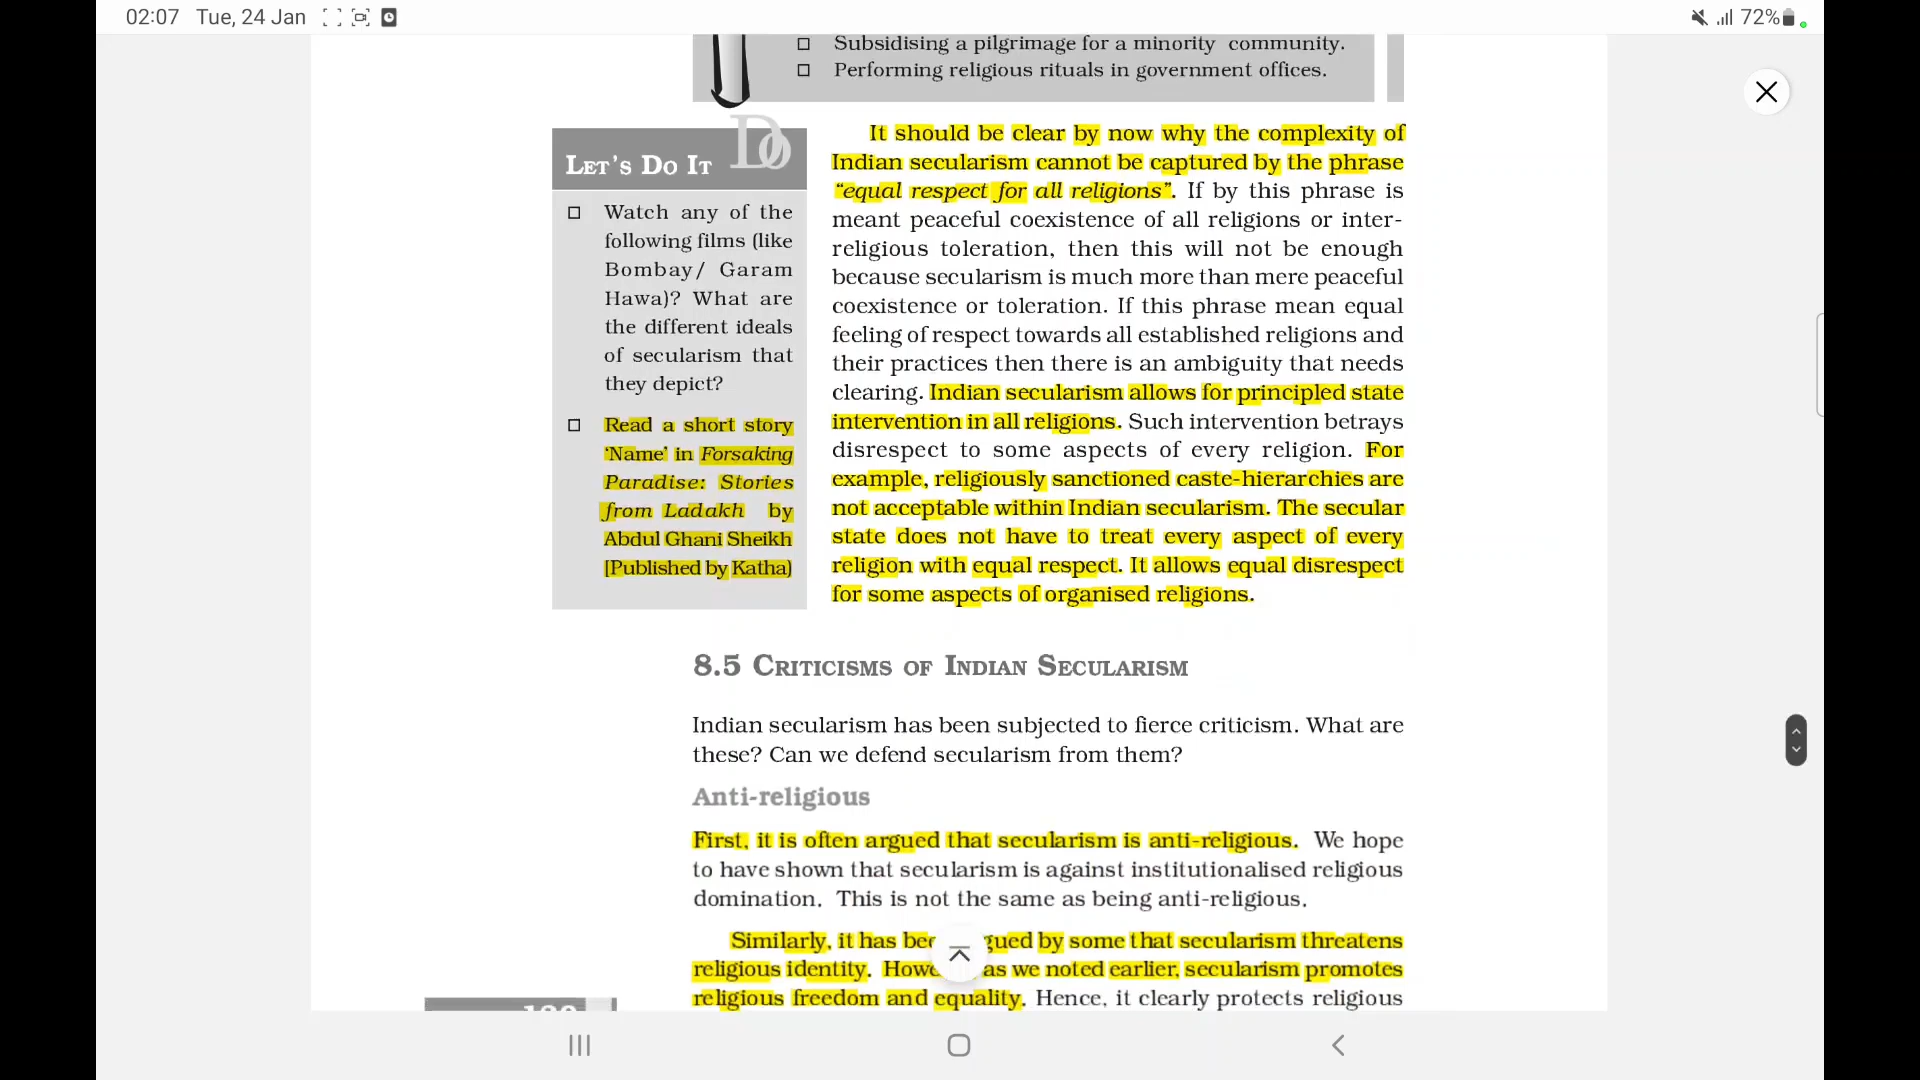 02:07 Tue, 24 Jan
72%
Subsidising a pilgrimage for a minority community.
Performing religious rituals in government offices.
LET'S DO IT
Do
Watch any of the
following films (like
Bombay/ Garam
Hawa)? What are
the different ideals
of secularism that
they depict?
Read a short story
‘Name’ in Forsaking
Paradise: Stories
from Ladakh by
Abdul Ghani Sheikh
[Published by Katha]
It should be clear by now why the complexity of
Indian secularism cannot be captured by the phrase
“equal respect for all religions”. If by this phrase is
meant peaceful coexistence of all religions or inter-
religious toleration, then this will not be enough
because secularism is much more than mere peaceful
coexistence or toleration. If this phrase mean equal
feeling of respect towards all established religions and
their practices then there is an ambiguity that needs
clearing. Indian secularism allows for principled state
intervention in all religions. Such intervention betrays
disrespect to some aspects of every religion. For
example, religiously sanctioned caste-hierarchies are
not acceptable within Indian secularism. The secular
state does not have to treat every aspect of every
religion with equal respect. It allows equal disrespect
for some aspects of organised religions.
8.5 CRITICISMS OF INDIAN SECULARISM
Indian secularism has been subjected to fierce criticism. What are
these? Can we defend secularism from them?
Anti-religious
First, it is often argued that secularism is anti-religious. We hope
to have shown that secularism is against institutionalised religious
domination. This is not the same as being anti-religious.
Similarly, it has by some that secularism threatens
religious identity. as we noted earlier, secularism promotes
religious freedom and equality. Hence, it clearly protects religious